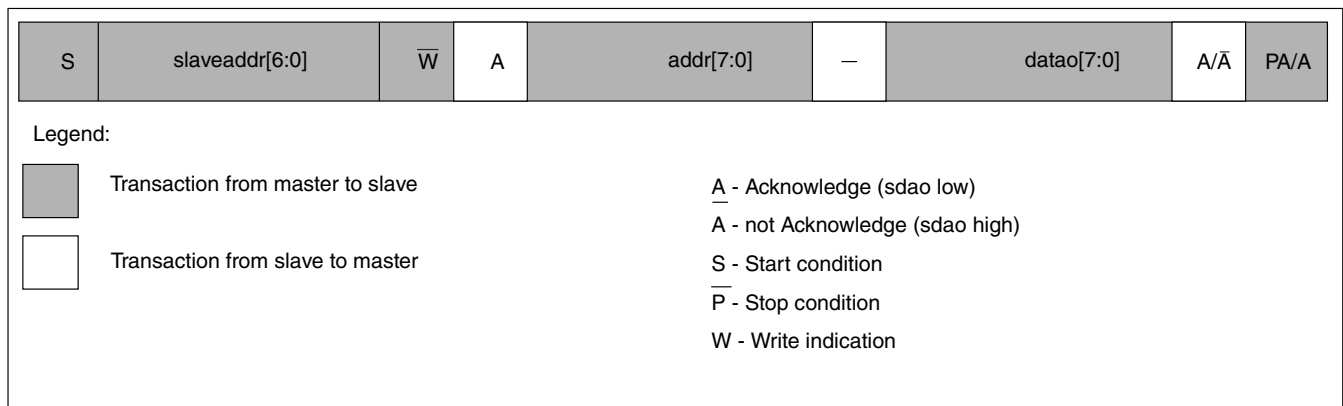 S slaveaddr[6:0] W̅ A addr[7:0] — datao[7:0] A/A̅ PA/A
Legend:
Transaction from master to slave
Transaction from slave to master
A - Acknowledge (sdao low)
A̅ - not Acknowledge (sdao high)
S - Start condition
P̅ - Stop condition
W - Write indication